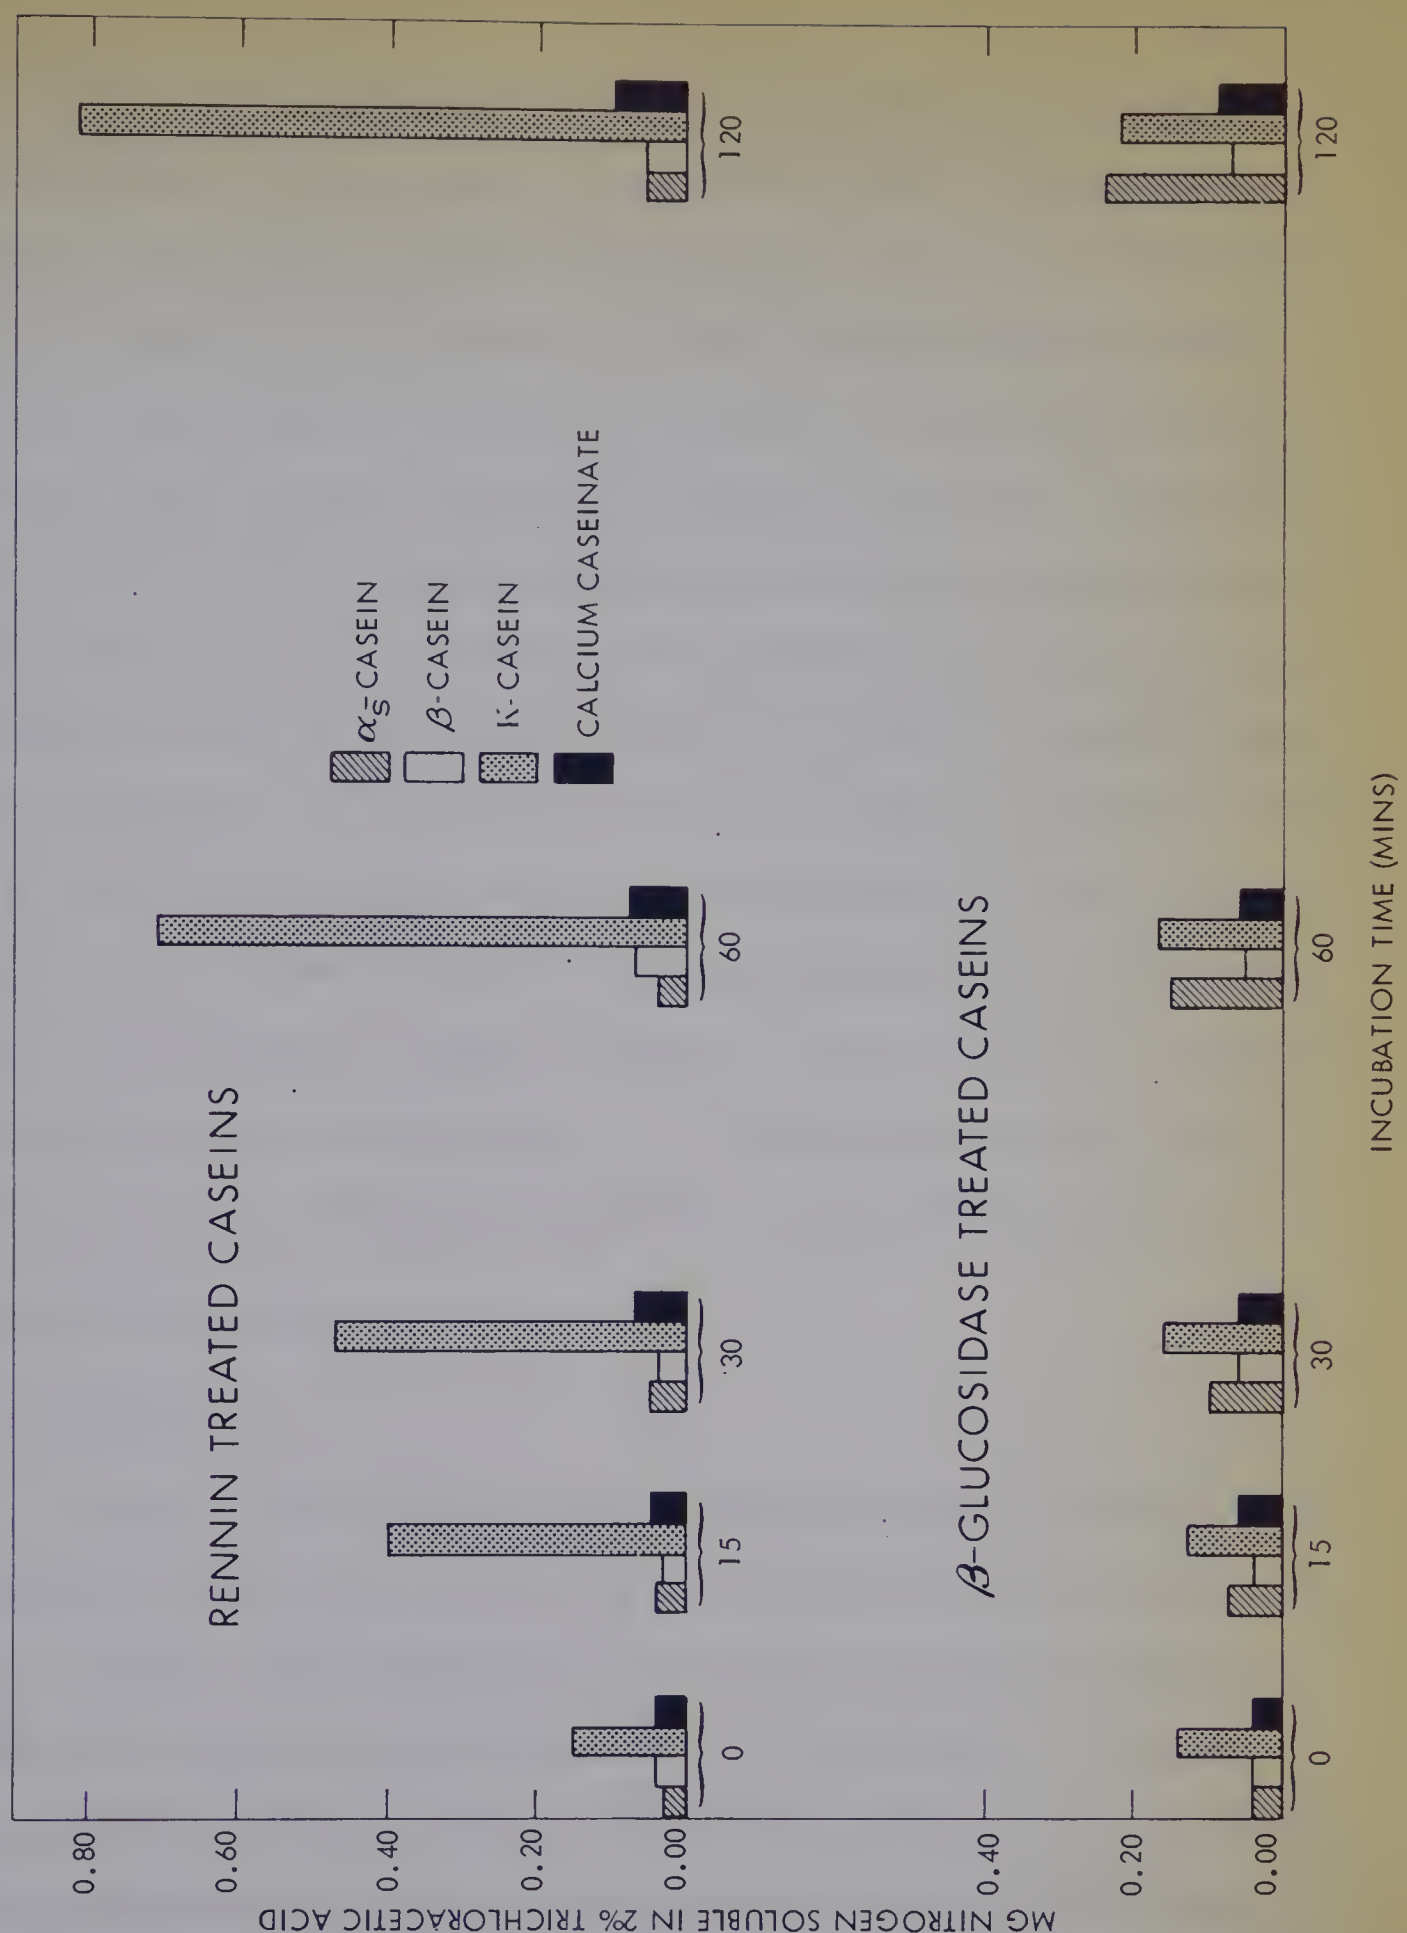 MG NITROGEN SOLUBLE IN 2% TRICHLORACETIC ACID
0.80
0.60
0.40
0.20
0.00
RENNIN TREATED CASEINS
0 15 30 60 120
αs-CASEIN
β-CASEIN
K-CASEIN
CALCIUM CASEINATE
0.40
0.20
0.00
β-GLUCOSIDASE TREATED CASEINS
0 15 30 60 120
INCUBATION TIME (MINS)